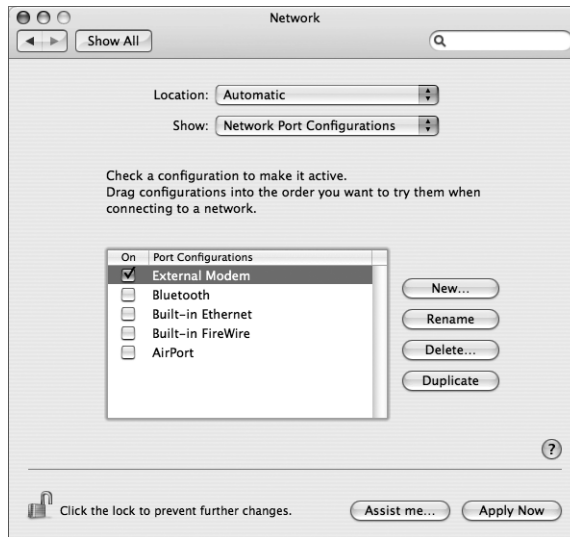 Network
Show All
Location: Automatic
Show: Network Port Configurations
Check a configuration to make it active.
Drag configurations into the order you want to try them when
connecting to a network.
On Port Configurations
External Modem
Bluetooth
Built-in Ethernet
Built-in FireWire
AirPort
New...
Rename
Delete...
Duplicate
?
Click the lock to prevent further changes.
Assist me...
Apply Now